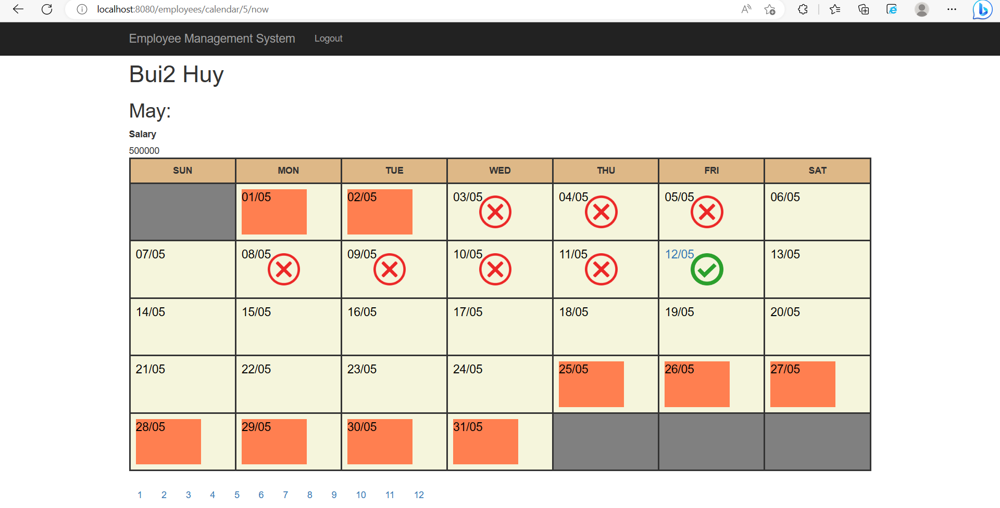 localhost:8080/employees/calendar/5/now
Employee Management System Logout
Bui2 Huy
May:
Salary
500000
SUN MON TUE WED THU FRI SAT
01/05 02/05 03/05 04/05 05/05 06/05
07/05 08/05 09/05 10/05 11/05 12/05 13/05
14/05 15/05 16/05 17/05 18/05 19/05 20/05
21/05 22/05 23/05 24/05 25/05 26/05 27/05
28/05 29/05 30/05 31/05
1 2 3 4 5 6 7 8 9 10 11 12